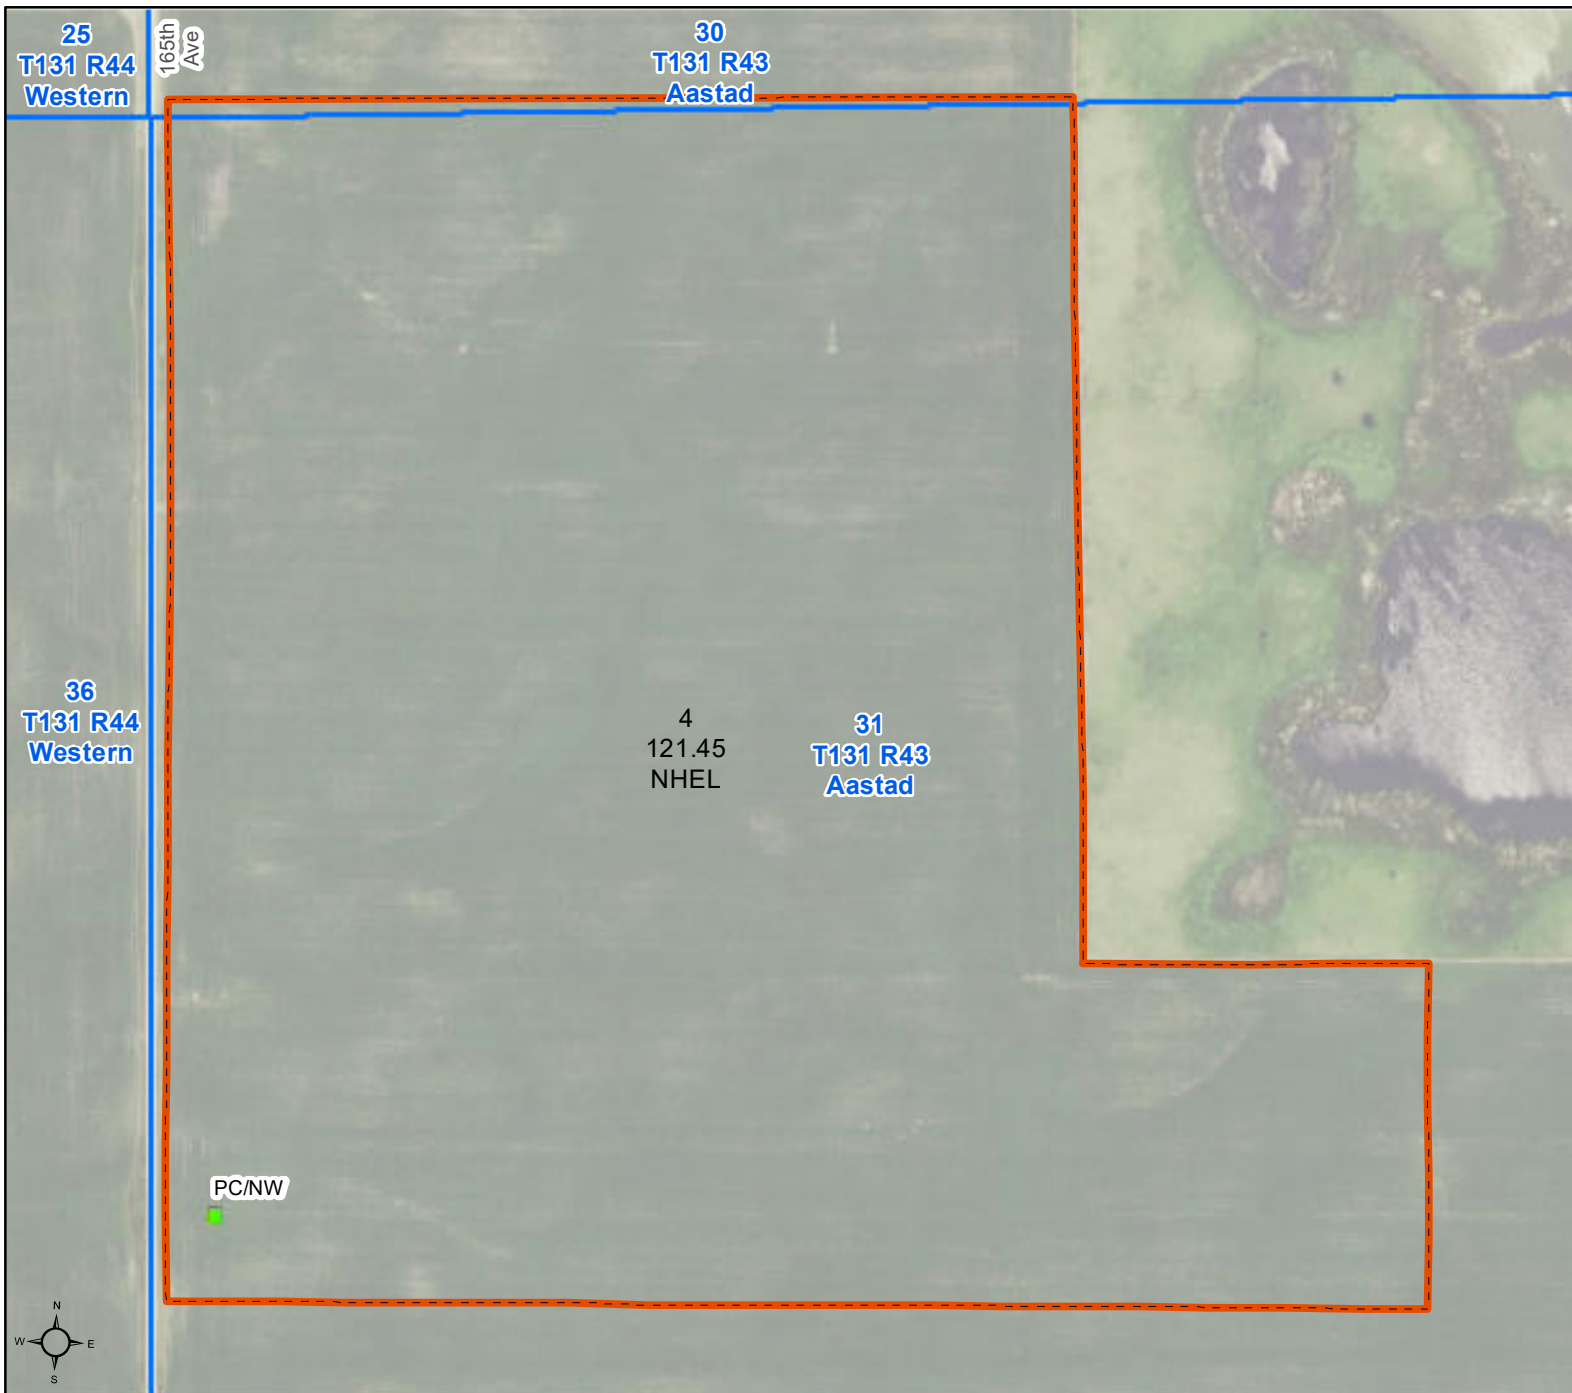 25
T131 R44
Western
165th
Ave
30
T131 R43
Aastad
36
T131 R44
Western
4
121.45
NHEL
31
T131 R43
Aastad
PC/NW
N
W E
S